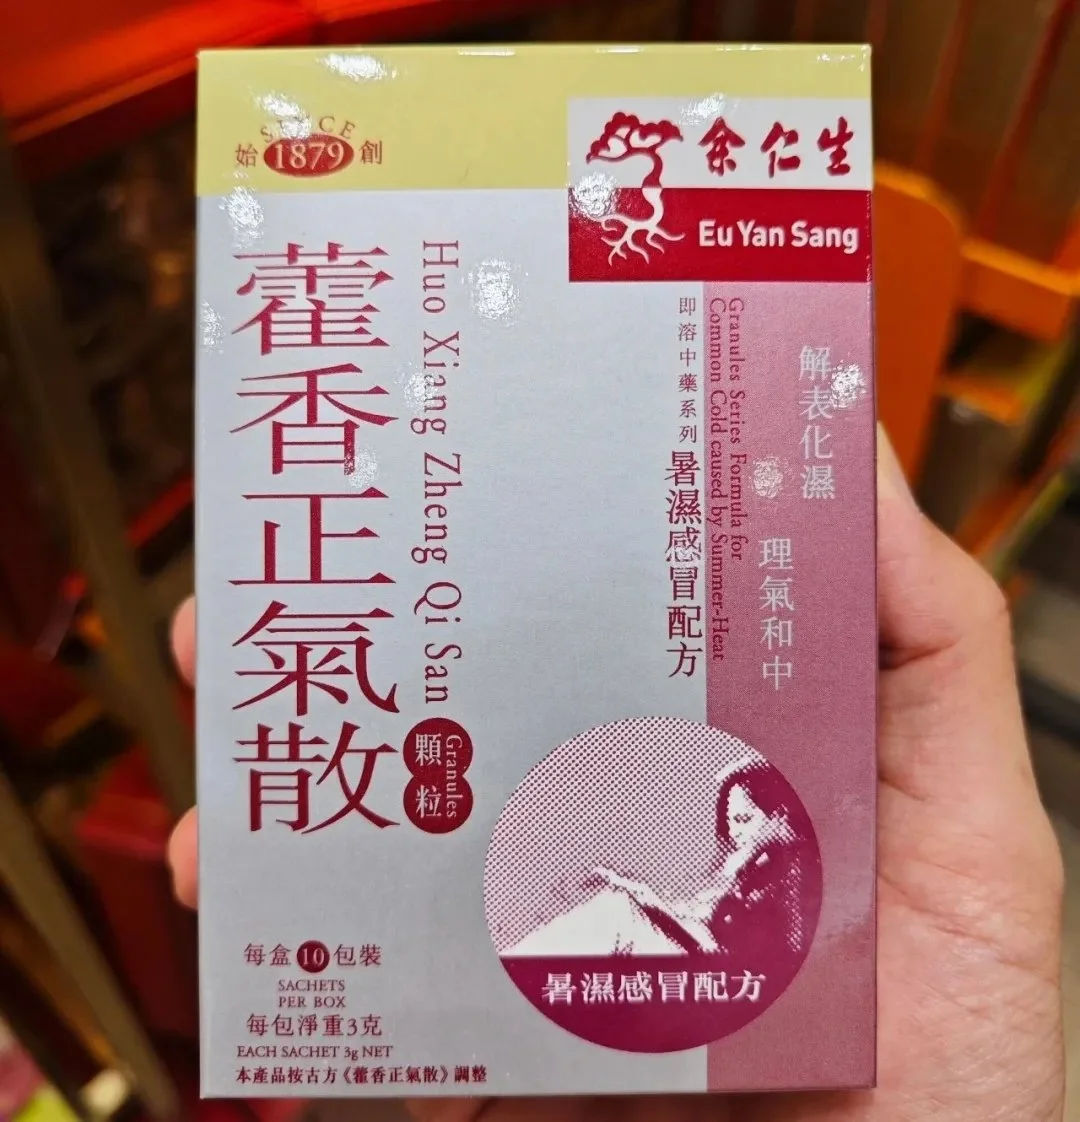 SINCE
始 1879 創
余仁生
Eu Yan Sang
藿香正氣散
Huo Xiang Zheng Qi San
顆粒
Granules
即溶中藥系列
暑濕感冒配方
Granules Series Formula for
Common Cold caused by Summer-Heat
解表化濕
理氣和中
暑濕感冒配方
每盒10包裝
SACHETS
PER BOX
每包淨重3克
EACH SACHET 3g NET
本產品按古方《藿香正氣散》調整